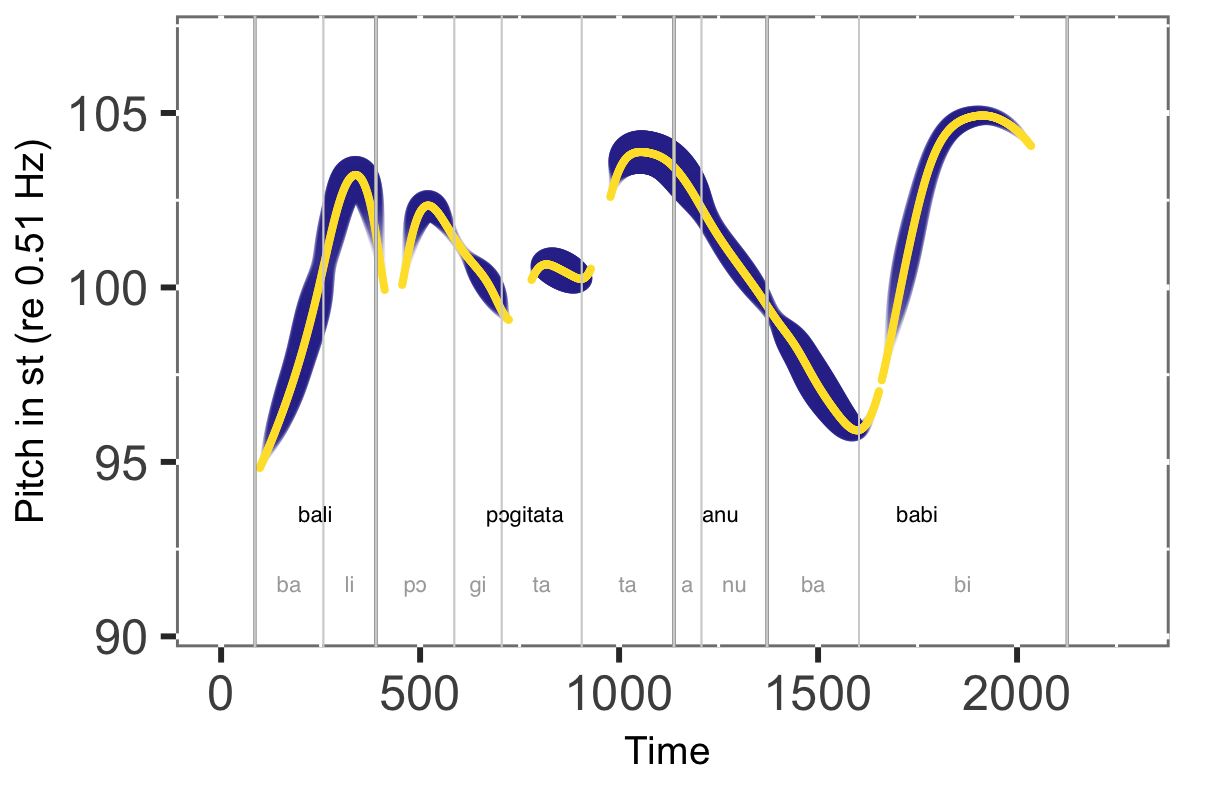 105
100
95
90
Pitch in st (re 0.51 Hz)
bali pɔgitata anu babi
ba li pɔ gi ta ta a nu ba bi
0 500 1000 1500 2000
Time